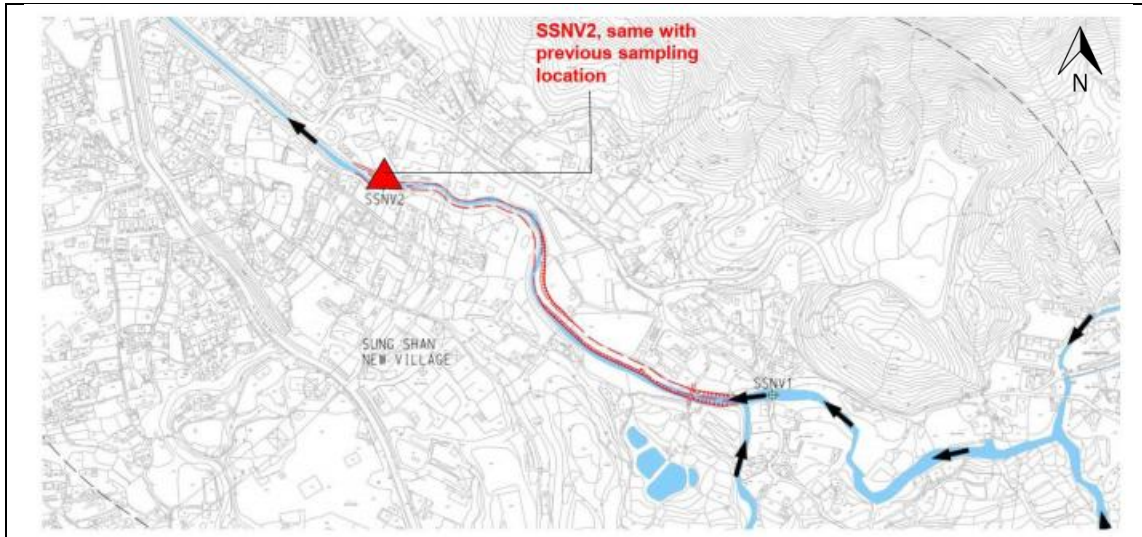 SSNV2, same with
previous sampling
location
N
SSNV2
SUNG SHAN
NEW VILLAGE
SSNV1